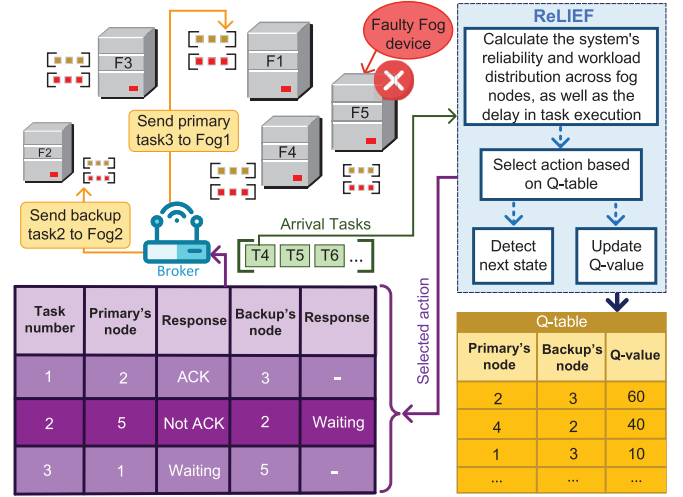 Faulty Fog
device
F3
F1
F5
F2
F4
Send primary
task3 to Fog1
Send backup
task2 to Fog2
Broker
Arrival Tasks
T4 T5 T6 ...
ReLIEF
Calculate the system's
reliability and workload
distribution across fog
nodes, as well as the
delay in task execution
Select action based
on Q-table
Detect
next state
Update
Q-value
Selected action
Task number Primary's node Response Backup's node Response
1 2 ACK 3 -
2 5 Not ACK 2 Waiting
3 1 Waiting 5 -
Q-table
Primary's node Backup's node Q-value
2 3 60
4 2 40
1 3 10
... ... ...